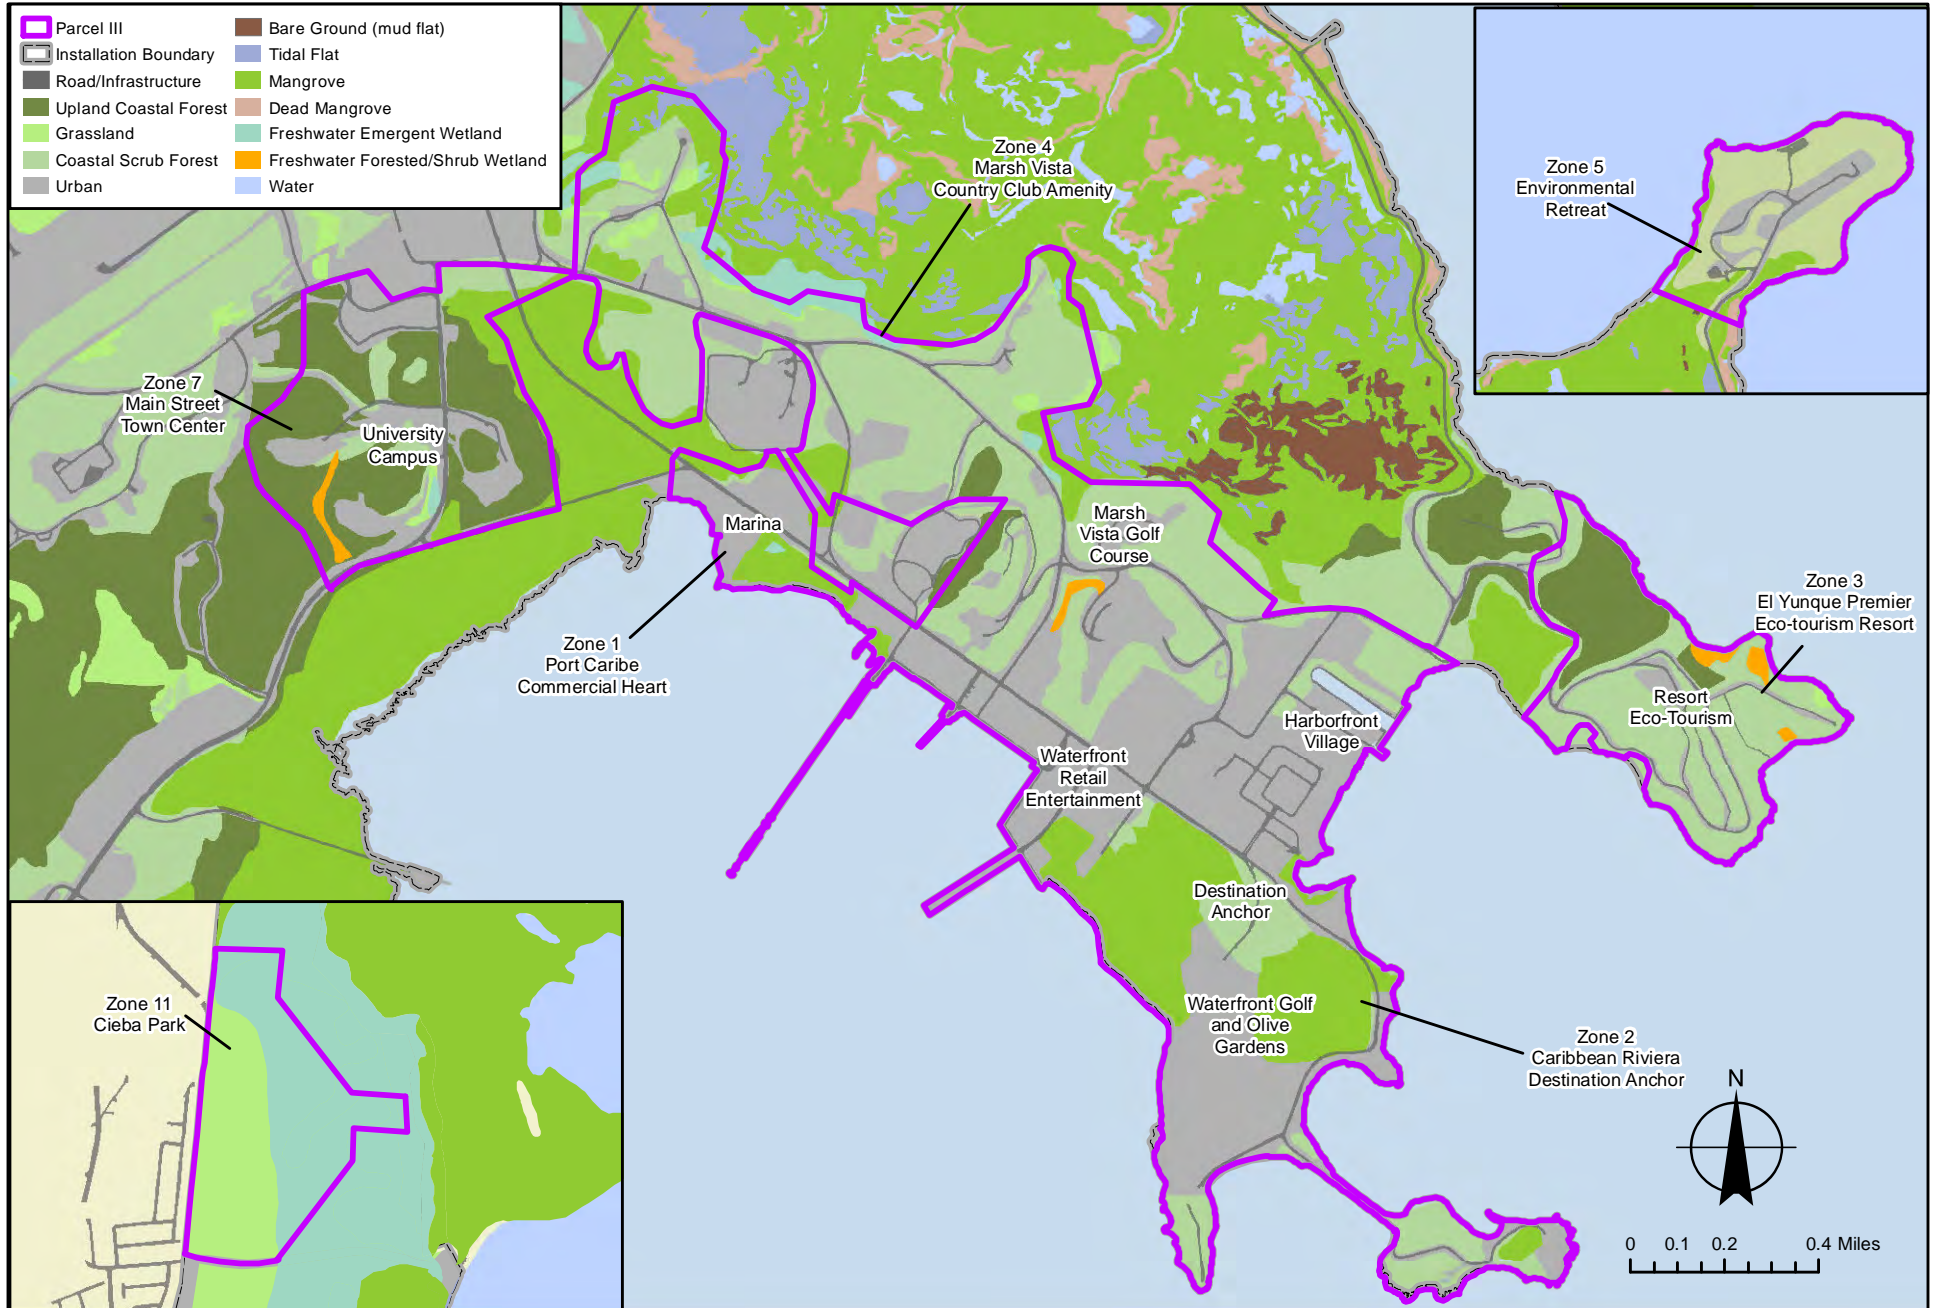 Parcel III
Installation Boundary
Road/Infrastructure
Upland Coastal Forest
Grassland
Coastal Scrub Forest
Urban
Bare Ground (mud flat)
Tidal Flat
Mangrove
Dead Mangrove
Freshwater Emergent Wetland
Freshwater Forested/Shrub Wetland
Water
Zone 4
Marsh Vista
Country Club Amenity
Zone 5
Environmental
Retreat
Zone 7
Main Street
Town Center
University
Campus
Marina
Marsh
Vista Golf
Course
Zone 1
Port Caribe
Commercial Heart
Zone 3
El Yunque Premier
Eco-tourism Resort
Resort
Eco-Tourism
Harborfront
Village
Waterfront
Retail
Entertainment
Destination
Anchor
Waterfront Golf
and Olive
Gardens
Zone 2
Caribbean Riviera
Destination Anchor
Zone 11
Cieba Park
N
0 0.1 0.2 0.4 Miles